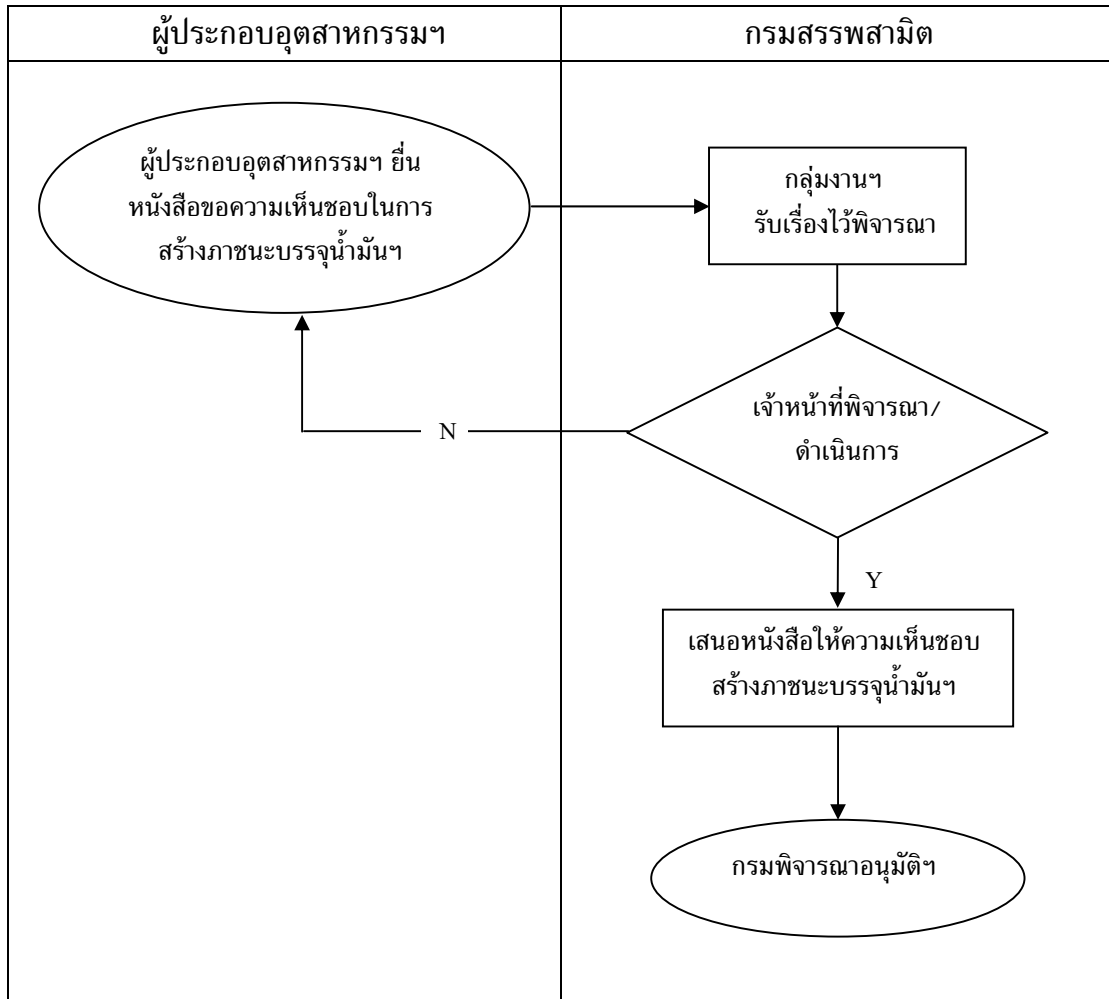 ผู้ประกอบอุตสาหกรรมฯ
กรมสรรพสามิต
ผู้ประกอบอุตสาหกรรมฯ ยื่น
หนังสือขอความเห็นชอบในการ
สร้างภาชนะบรรจุน้ำมันฯ
กลุ่มงานฯ
รับเรื่องไว้พิจารณา
เจ้าหน้าที่พิจารณา/
ดำเนินการ
N
Y
เสนอหนังสือให้ความเห็นชอบ
สร้างภาชนะบรรจุน้ำมันฯ
กรมพิจารณาอนุมัติฯ